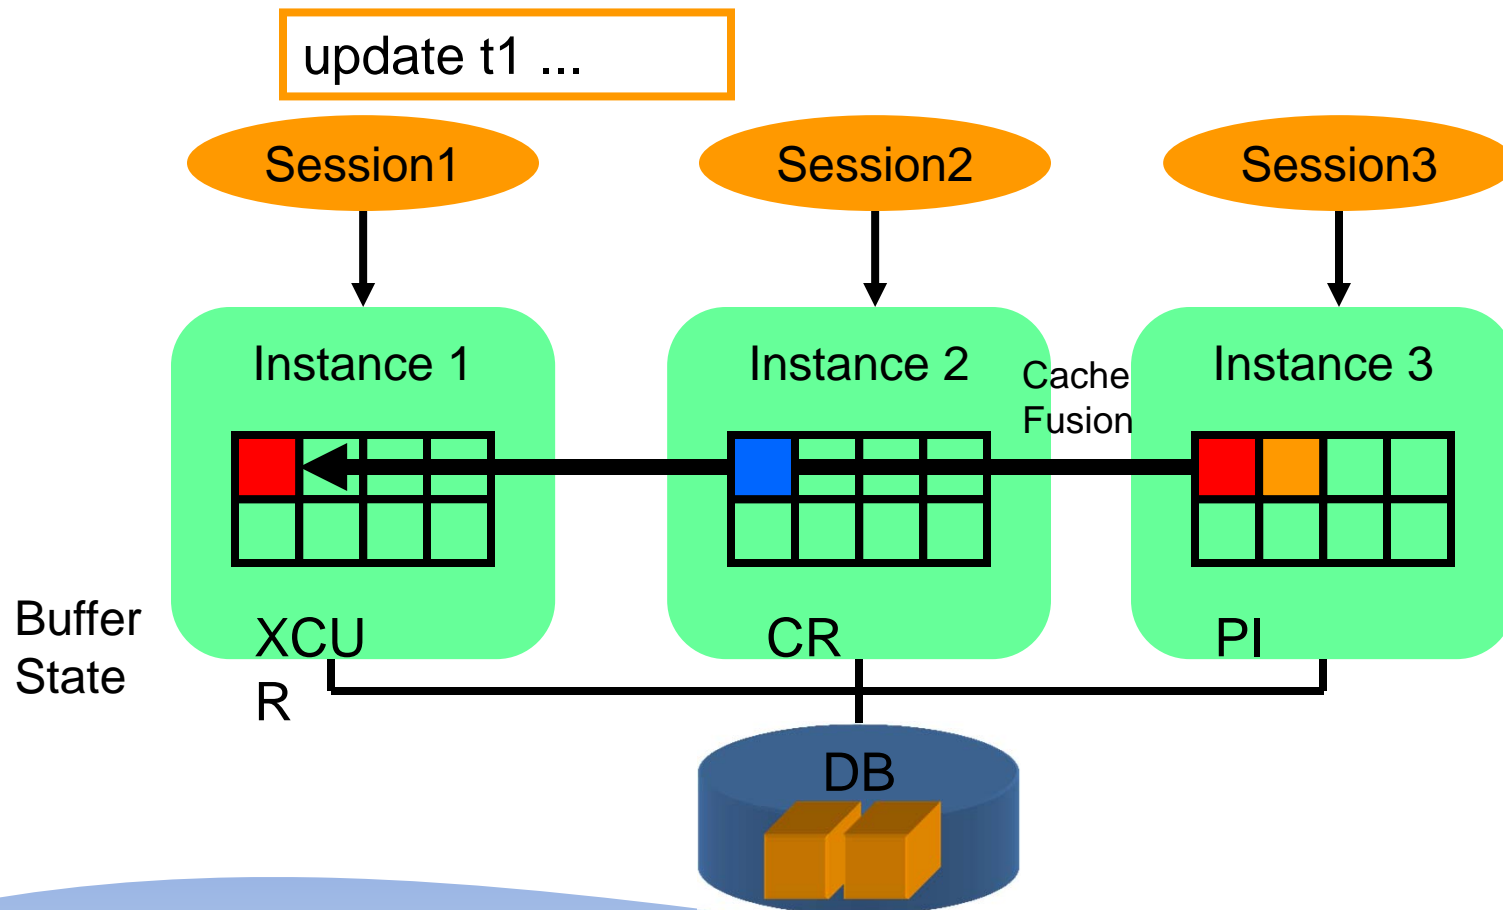 update t1 ...
Session1
Session2
Session3
Instance 1
Instance 2
Instance 3
Cache
Fusion
Buffer
State
XCU
R
CR
PI
DB